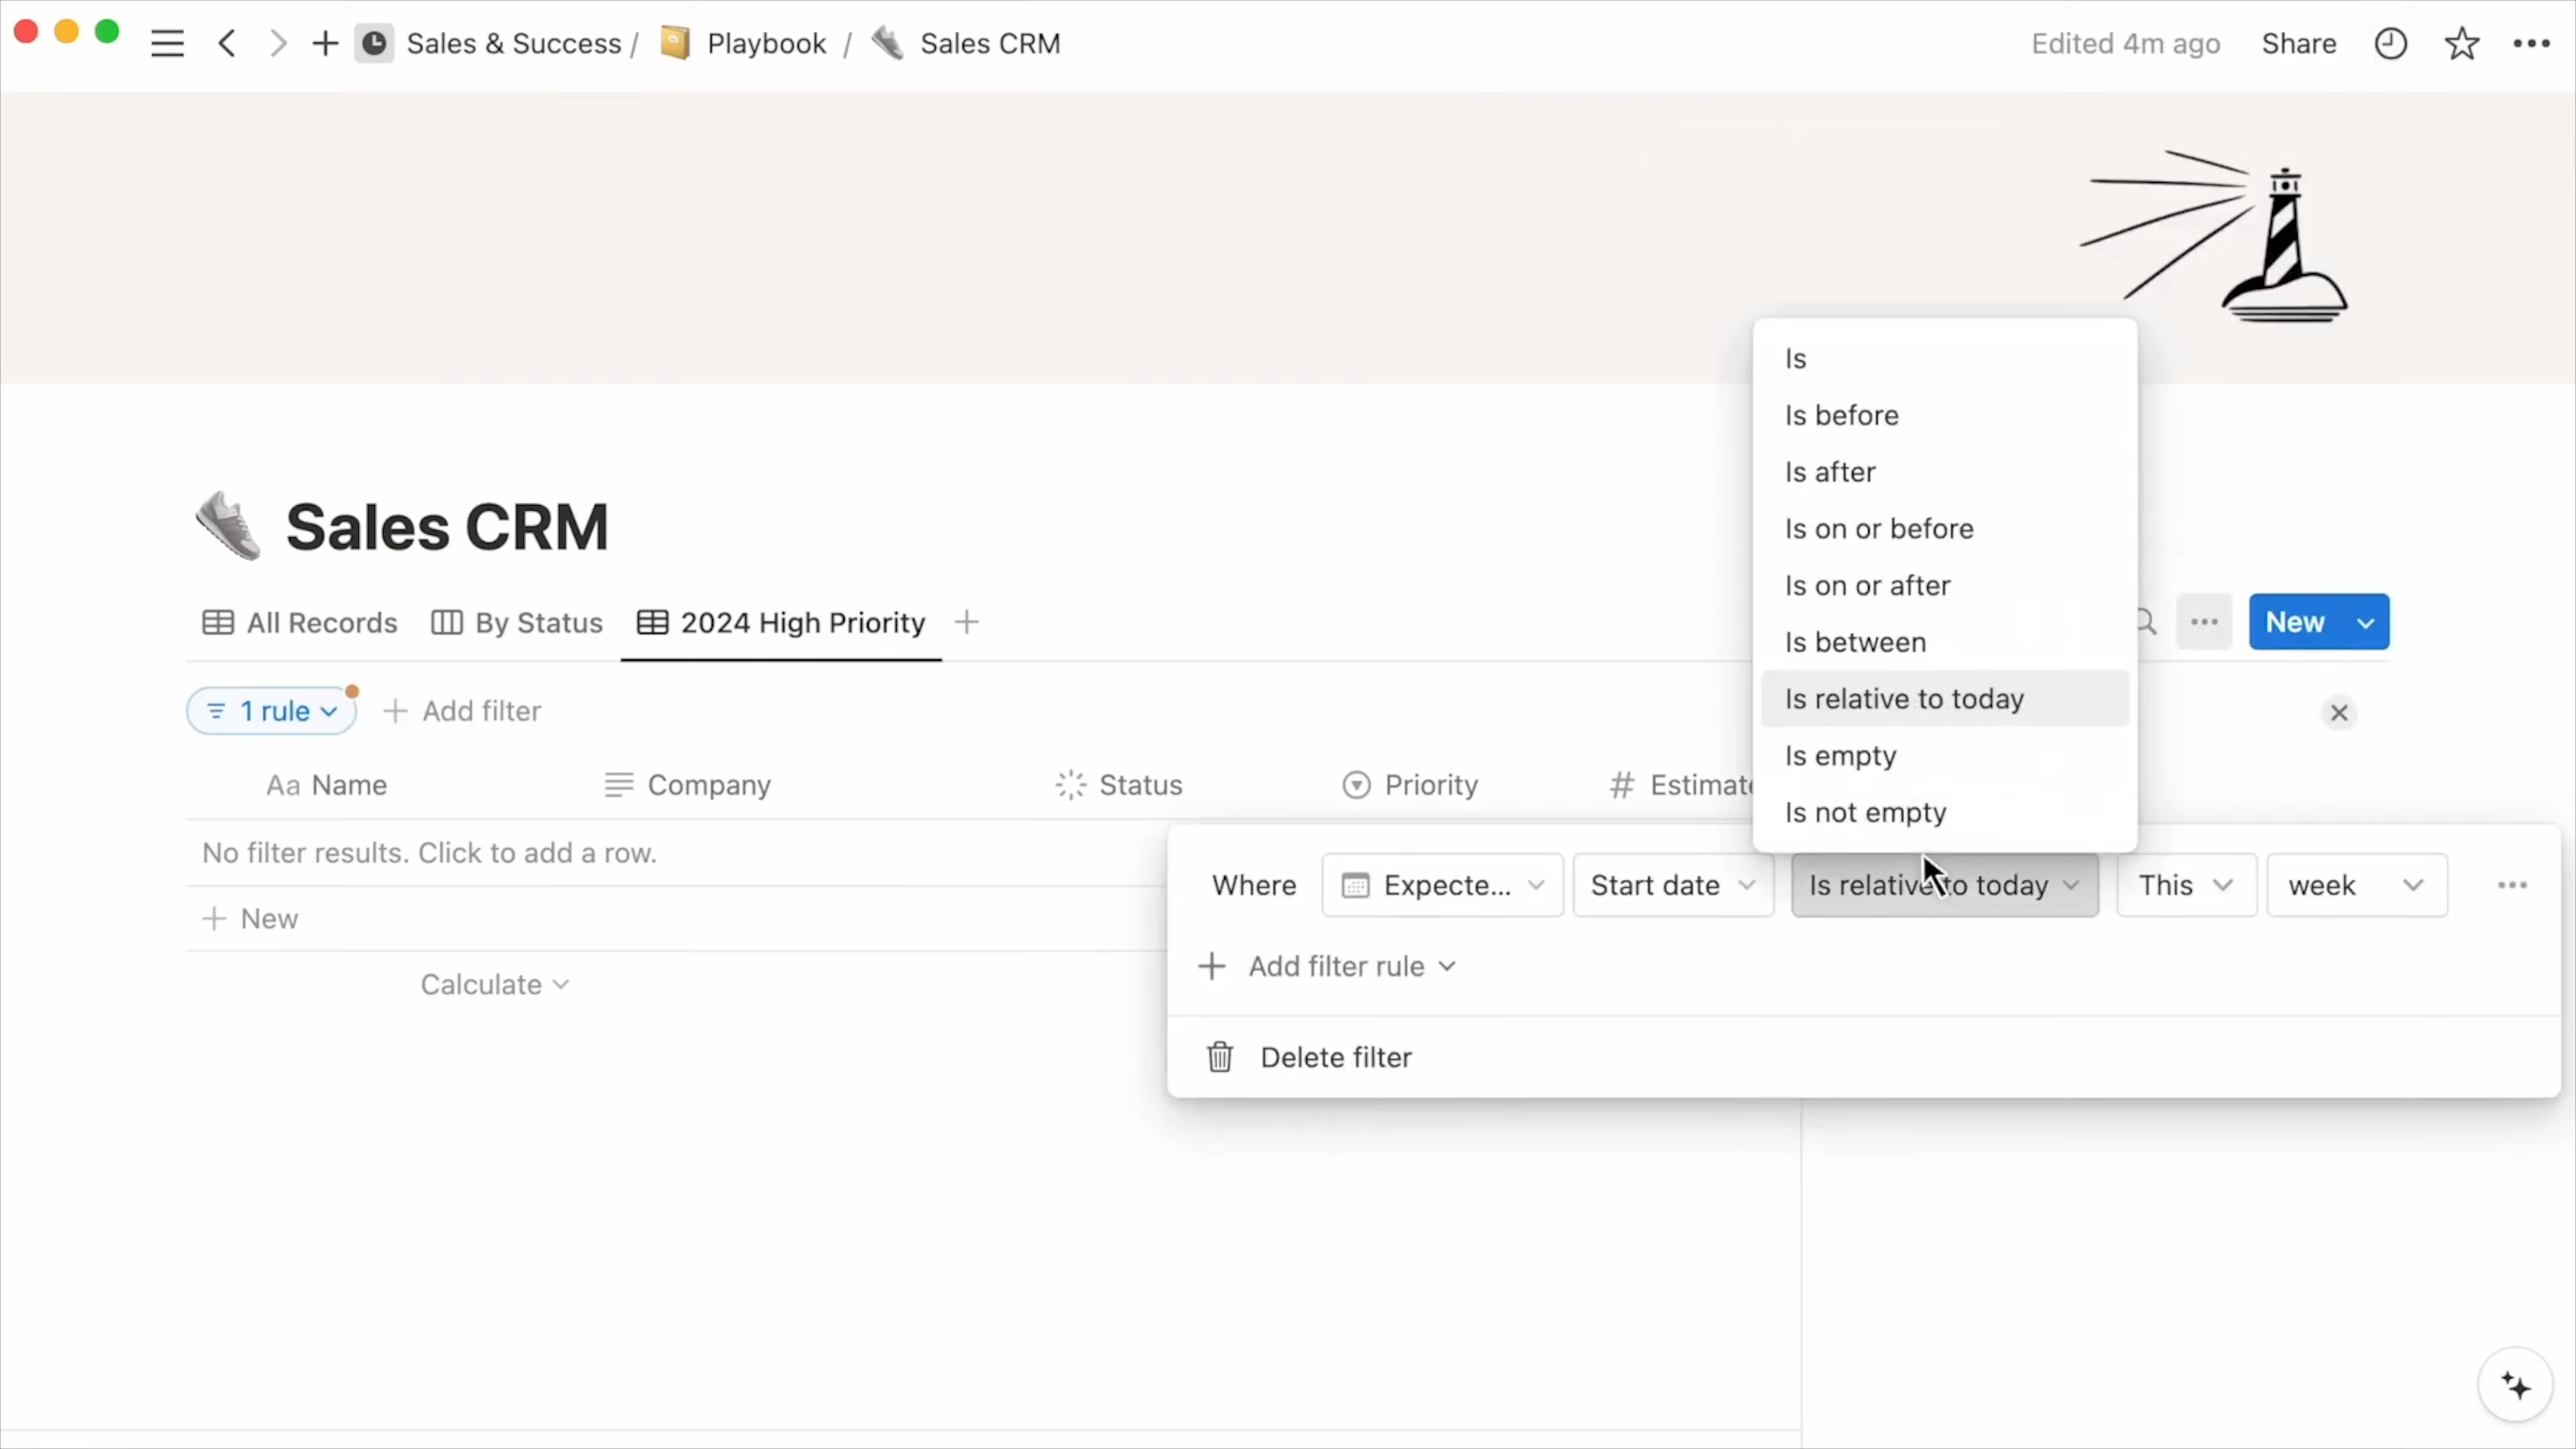 Sales & Success / Playbook / Sales CRM
Edited 4m ago Share
Sales CRM
All Records By Status 2024 High Priority
New
1 rule Add filter
Aa Name Company Status Priority # Estimate
No filter results. Click to add a row.
New
Calculate
Is
Is before
Is after
Is on or before
Is on or after
Is between
Is relative to today
Is empty
Is not empty
Where Expecte... Start date Is relative to today This week
Add filter rule
Delete filter